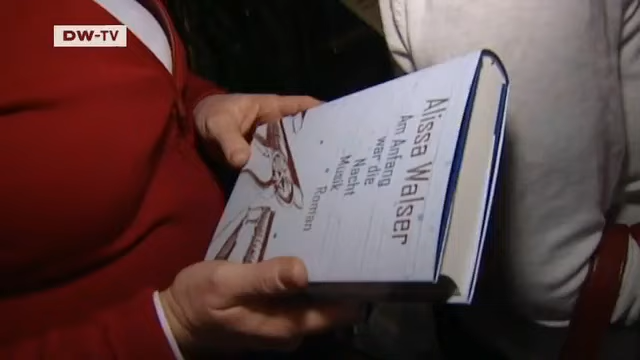 DW-TV
Alissa Walser
Am Anfang
war die
Nacht
Musik
Roman